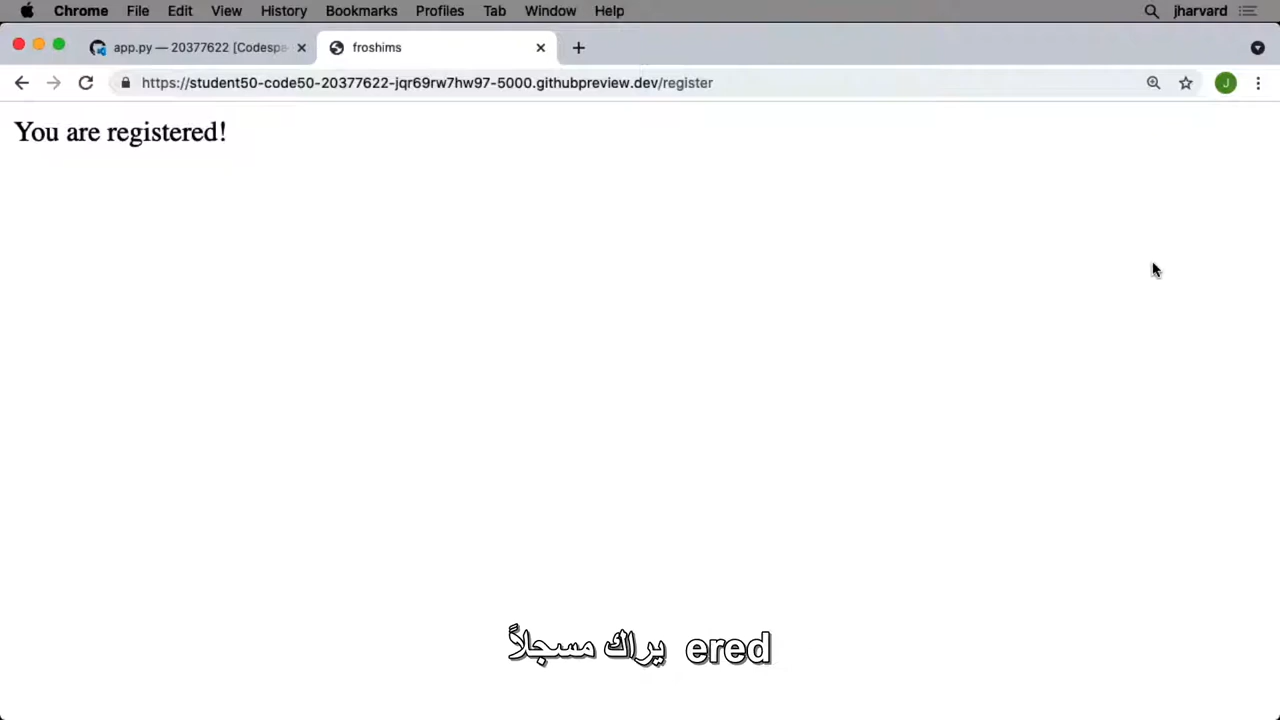 Chrome File Edit View History Bookmarks Profiles Tab Window Help jharvard
app.py — 20377622 [Codespa
froshims
https://student50-code50-20377622-jqr69rw7hw97-5000.githubpreview.dev/register
J
You are registered!
ered يراك مسجلاً